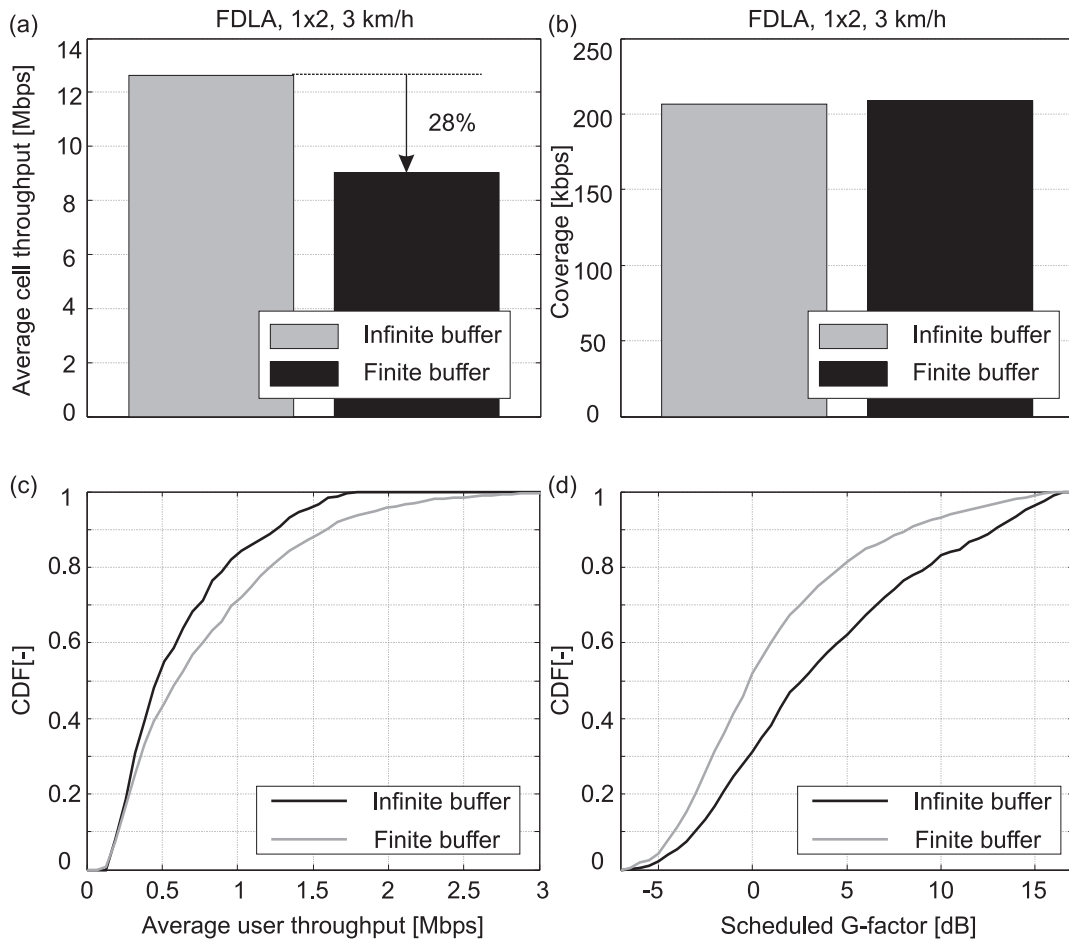 (a)
FDLA, 1x2, 3 km/h
14
12
10
8
6
4
2
0
Average cell throughput [Mbps]
28%
Infinite buffer
Finite buffer
(b)
FDLA, 1x2, 3 km/h
250
200
150
100
50
0
Coverage [kbps]
Infinite buffer
Finite buffer
(c)
1
0.8
0.6
0.4
0.2
0
CDF[-]
Infinite buffer
Finite buffer
0 0.5 1 1.5 2 2.5 3
Average user throughput [Mbps]
(d)
1
0.8
0.6
0.4
0.2
0
CDF[-]
Infinite buffer
Finite buffer
-5 0 5 10 15
Scheduled G-factor [dB]